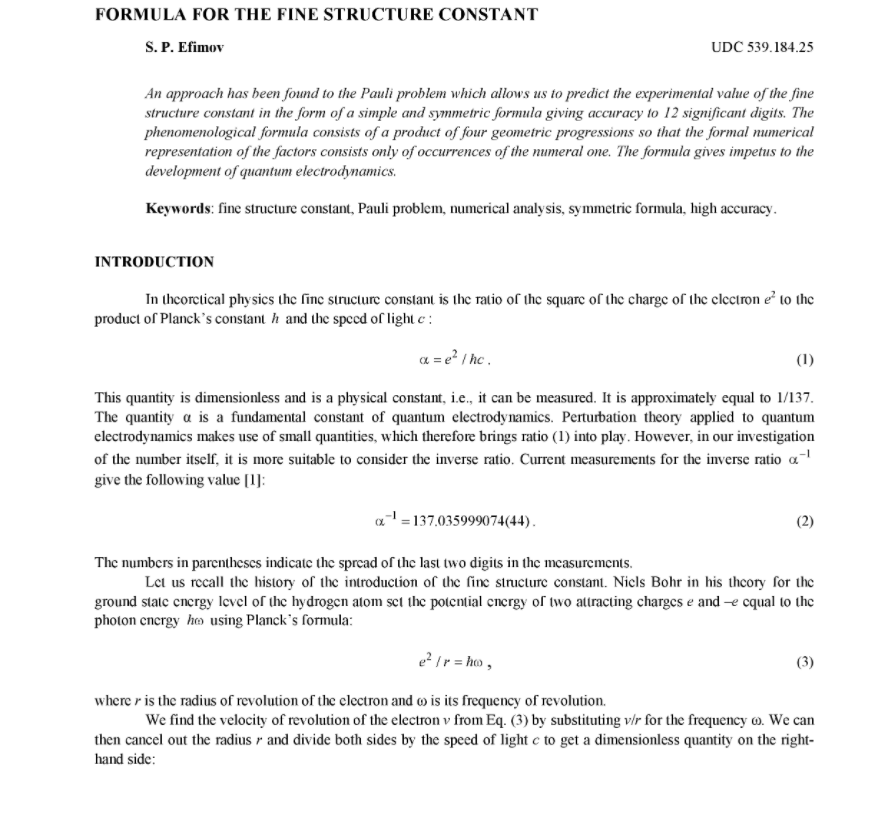 FORMULA FOR THE FINE STRUCTURE CONSTANT
S. P. Efimov UDC 539.184.25
An approach has been found to the Pauli problem which allows us to predict the experimental value of the fine
structure constant in the form of a simple and symmetric formula giving accuracy to 12 significant digits. The
phenomenological formula consists of a product of four geometric progressions so that the formal numerical
representation of the factors consists only of occurrences of the numeral one. The formula gives impetus to the
development of quantum electrodynamics.
Keywords: fine structure constant, Pauli problem, numerical analysis, symmetric formula, high accuracy.
INTRODUCTION
In theoretical physics the fine structure constant is the ratio of the square of the charge of the electron e² to the
product of Planck's constant h and the speed of light c :
α = e² / hc . (1)
This quantity is dimensionless and is a physical constant, i.e., it can be measured. It is approximately equal to 1/137.
The quantity α is a fundamental constant of quantum electrodynamics. Perturbation theory applied to quantum
electrodynamics makes use of small quantities, which therefore brings ratio (1) into play. However, in our investigation
of the number itself, it is more suitable to consider the inverse ratio. Current measurements for the inverse ratio α⁻¹
give the following value [1]:
α⁻¹ = 137.035999074(44) . (2)
The numbers in parentheses indicate the spread of the last two digits in the measurements.
Let us recall the history of the introduction of the fine structure constant. Niels Bohr in his theory for the
ground state energy level of the hydrogen atom set the potential energy of two attracting charges e and –e equal to the
photon energy ħω using Planck's formula:
e² / r = ħω , (3)
where r is the radius of revolution of the electron and ω is its frequency of revolution.
We find the velocity of revolution of the electron v from Eq. (3) by substituting v/r for the frequency ω. We can
then cancel out the radius r and divide both sides by the speed of light c to get a dimensionless quantity on the right-
hand side: